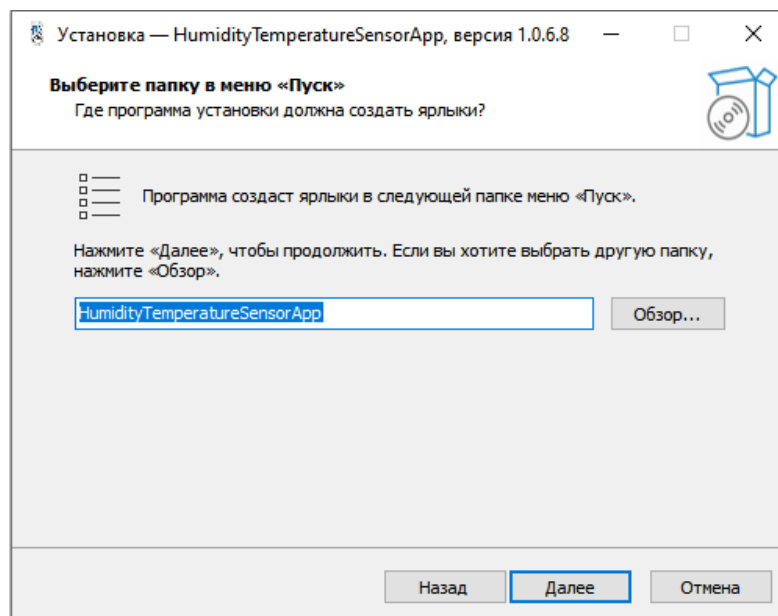 Установка — HumidityTemperatureSensorApp, версия 1.0.6.8
Выберите папку в меню «Пуск»
Где программа установки должна создать ярлыки?
Программа создаст ярлыки в следующей папке меню «Пуск».
Нажмите «Далее», чтобы продолжить. Если вы хотите выбрать другую папку,
нажмите «Обзор».
HumidityTemperatureSensorApp
Обзор...
Назад
Далее
Отмена